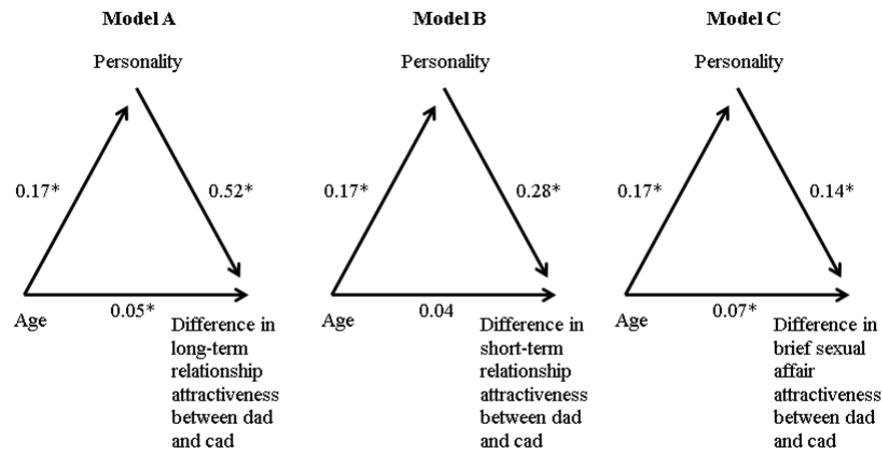 Model A
Personality
0.17*
0.52*
0.05*
Age
Difference in
long-term
relationship
attractiveness
between dad
and cad
Model B
Personality
0.17*
0.28*
0.04
Age
Difference in
short-term
relationship
attractiveness
between dad
and cad
Model C
Personality
0.17*
0.14*
0.07*
Age
Difference in
brief sexual
affair
attractiveness
between dad
and cad